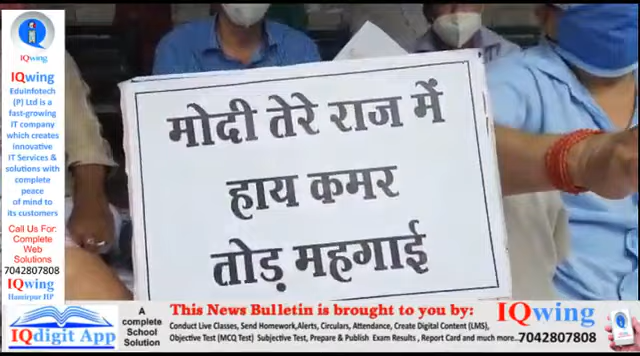 IQwing
IQwing
Eduinfotech
(P) Ltd is a
fast-growing
IT company
which creates
innovative
IT Services &
solutions with
complete
peace
of mind to
its customers
Call Us For:
Complete
Web
Solutions
7042807808
IQwing
Hamirpur HP
मोदी तेरे राज में
हाय कमर
तोड़ महगाई
IQdigit App
A
complete
School
Solution
This News Bulletin is brought to you by:
Conduct Live Classes, Send Homework,Alerts, Circulars, Attendance, Create Digital Content (LMS),
Objective Test (MCQ Test) Subjective Test, Prepare & Publish Exam Results , Report Card and much more..
IQwing
7042807808